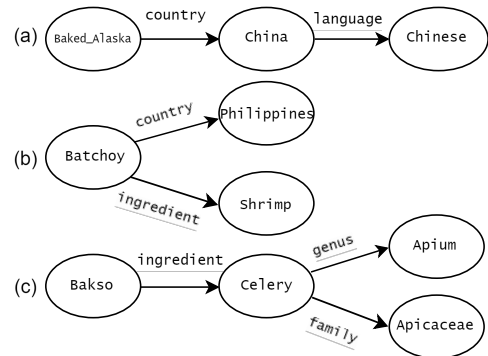 (a) Baked_Alaska country China language Chinese
(b) Batchoy country Philippines
ingredient Shrimp
(c) Bakso ingredient Celery genus Apium
family Apicaceae